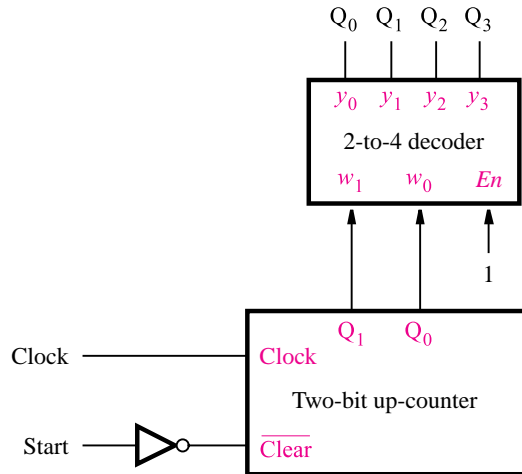 Q0 Q1 Q2 Q3
y0 y1 y2 y3
2-to-4 decoder
w1 w0 En
1
Q1 Q0
Clock Clock
Two-bit up-counter
Start Clear